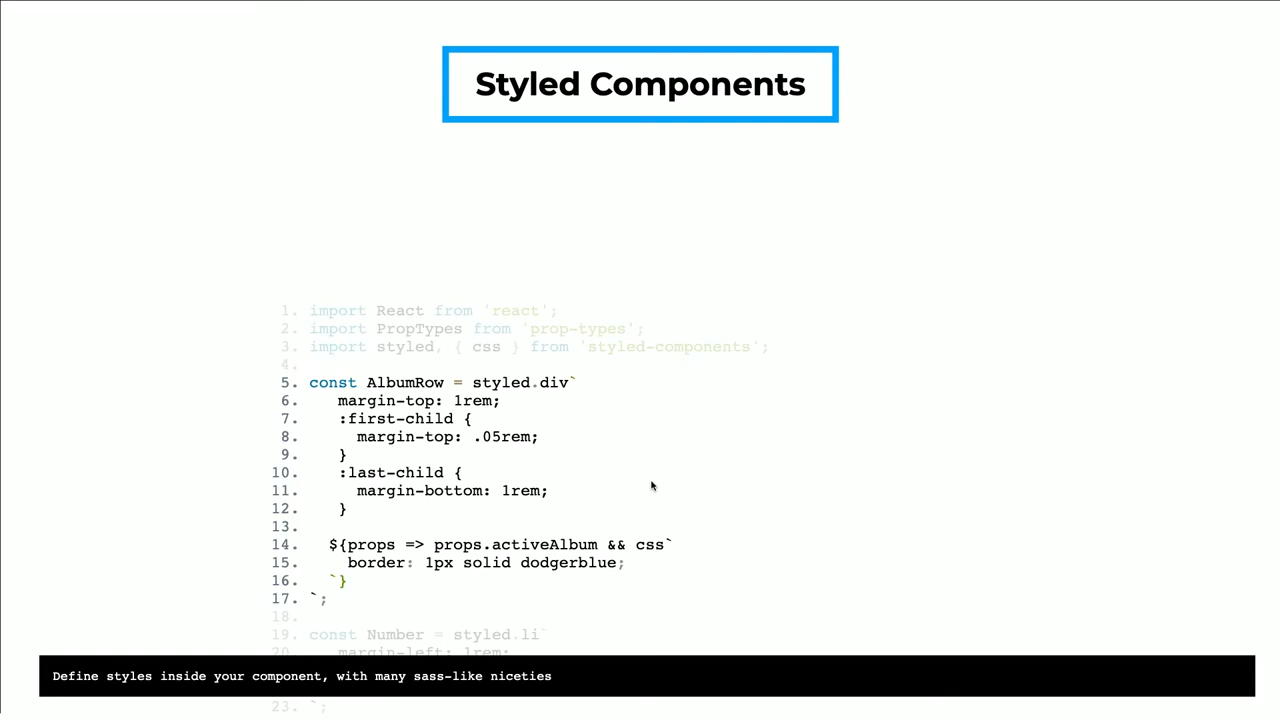 Styled Components
1. import React from 'react';
2. import PropTypes from 'prop-types';
3. import styled, { css } from 'styled-components';
4.
5. const AlbumRow = styled.div`
6. margin-top: 1rem;
7. :first-child {
8. margin-top: .05rem;
9. }
10. :last-child {
11. margin-bottom: 1rem;
12. }
13.
14. ${props => props.activeAlbum && css`
15. border: 1px solid dodgerblue;
16. `}
17. `;
18.
19. const Number = styled.li`
20. margin-left: 1rem;
Define styles inside your component, with many sass-like niceties
23. `;